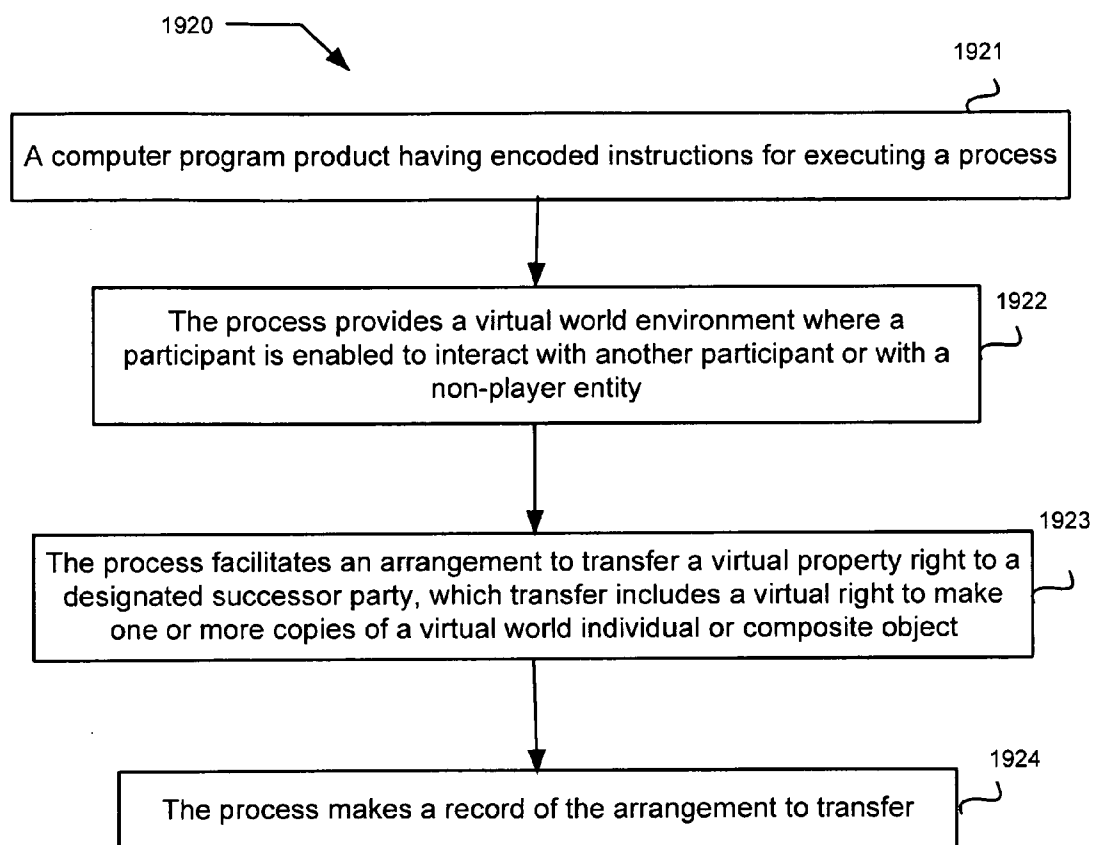 1920
1921
A computer program product having encoded instructions for executing a process
1922
The process provides a virtual world environment where a
participant is enabled to interact with another participant or with a
non-player entity
1923
The process facilitates an arrangement to transfer a virtual property right to a
designated successor party, which transfer includes a virtual right to make
one or more copies of a virtual world individual or composite object
1924
The process makes a record of the arrangement to transfer